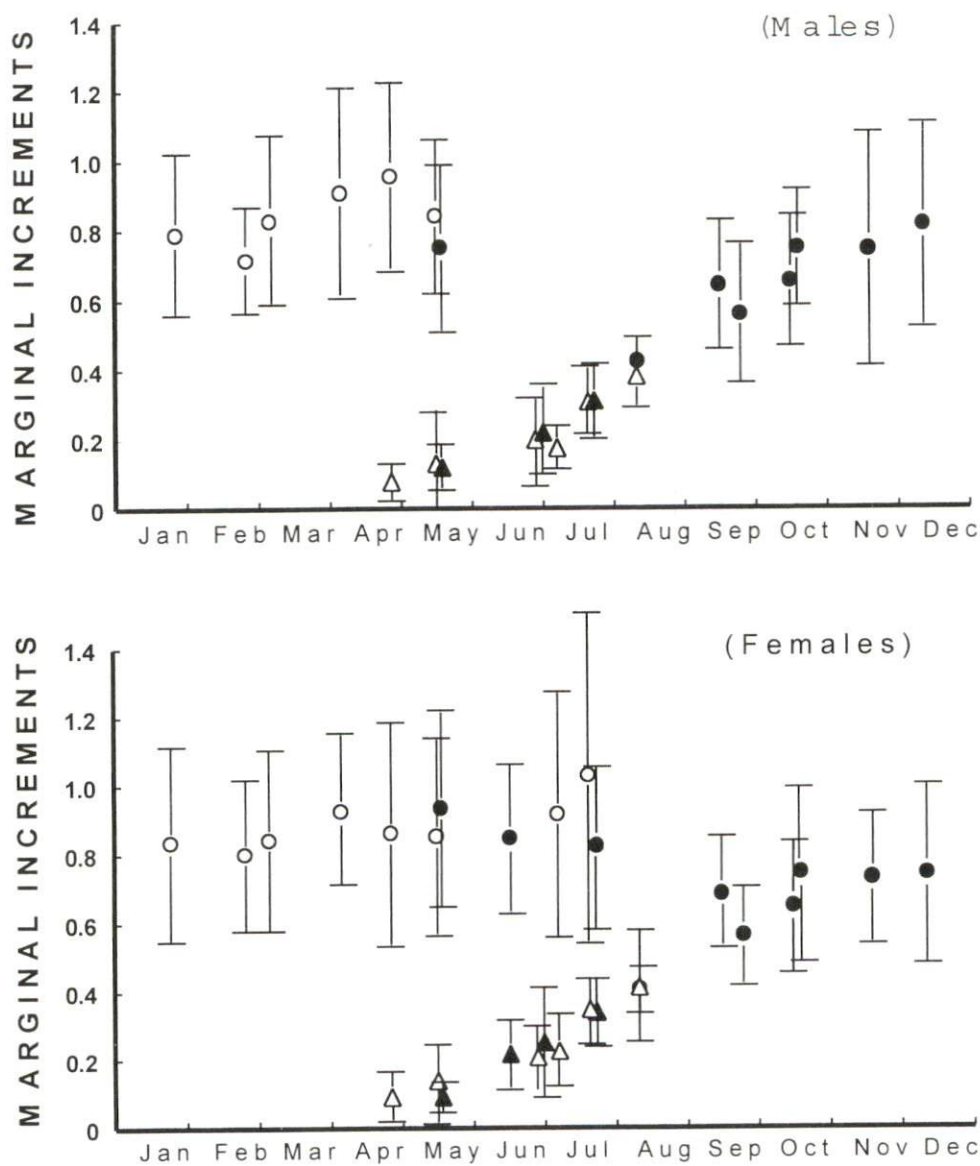 (Males)
MARGINAL INCREMENTS
1.4
1.2
1.0
0.8
0.6
0.4
0.2
0
Jan Feb Mar Apr May Jun Jul Aug Sep Oct Nov Dec
(Females)
MARGINAL INCREMENTS
1.4
1.2
1.0
0.8
0.6
0.4
0.2
0
Jan Feb Mar Apr May Jun Jul Aug Sep Oct Nov Dec